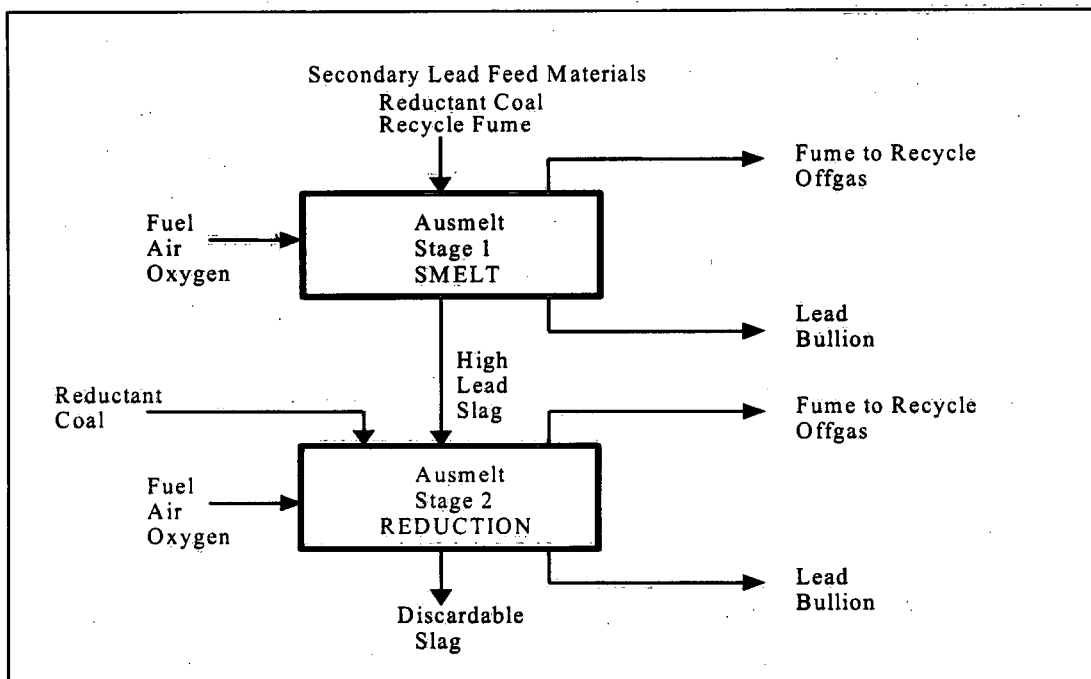 Secondary Lead Feed Materials
Reductant Coal
Recycle Fume
Fume to Recycle
Offgas
Fuel
Air
Oxygen
Ausmelt
Stage 1
SMELT
Lead
Bullion
High
Lead
Slag
Reductant
Coal
Fume to Recycle
Offgas
Fuel
Air
Oxygen
Ausmelt
Stage 2
REDUCTION
Lead
Bullion
Discardable
Slag